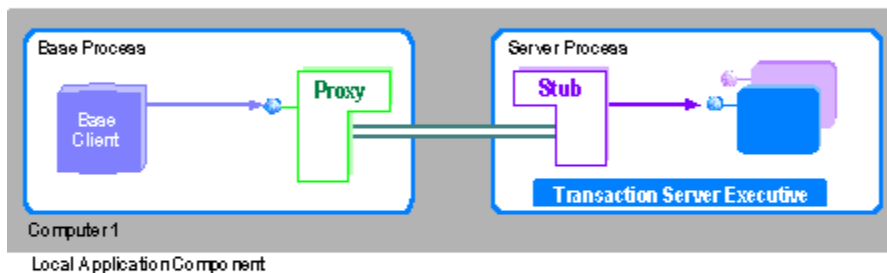 Base Process
Server Process
Base
Client
Proxy
Stub
Transaction Server Executive
Computer 1
Local Application Component